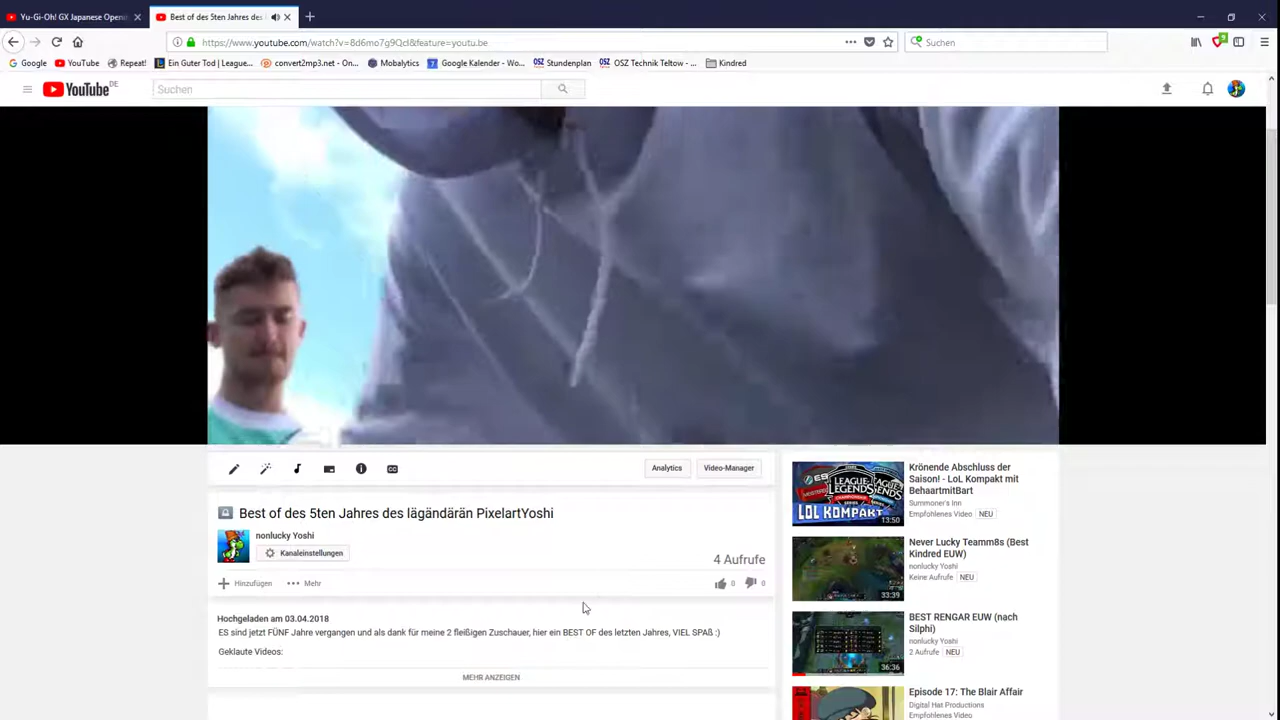 Yu-Gi-Oh! GX Japanese Openi
Best of des 5ten Jahres des l
https://www.youtube.com/watch?v=8d6mo7g9QcI&feature=youtu.be
Suchen
Google
YouTube
Repeat!
Ein Guter Tod | League...
convert2mp3.net - On...
Mobalytics
Google Kalender - Wo...
OSZ Stundenplan
OSZ Technik Teltow - ...
Kindred
YouTube DE
Suchen
Analytics
Video-Manager
Best of des 5ten Jahres des lägändärän PixelartYoshi
nonlucky Yoshi
Kanaleinstellungen
4 Aufrufe
Hinzufügen
Mehr
0
0
Hochgeladen am 03.04.2018
ES sind jetzt FÜNF Jahre vergangen und als dank für meine 2 fleißigen Zuschauer, hier ein BEST OF des letzten Jahres, VIEL SPAß :)
Geklaute Videos:
MEHR ANZEIGEN
LEAGUE
LEGENDS
LOL KOMPAKT
13:50
Krönende Abschluss der
Saison! - LoL Kompakt mit
BehaartmitBart
Summoner's Inn
Empfohlenes Video NEU
33:39
Never Lucky Teamm8s (Best
Kindred EUW)
nonlucky Yoshi
Keine Aufrufe NEU
36:36
BEST RENGAR EUW (nach
Silphi)
nonlucky Yoshi
2 Aufrufe NEU
Episode 17: The Blair Affair
Digital Hat Productions
Empfohlenes Video